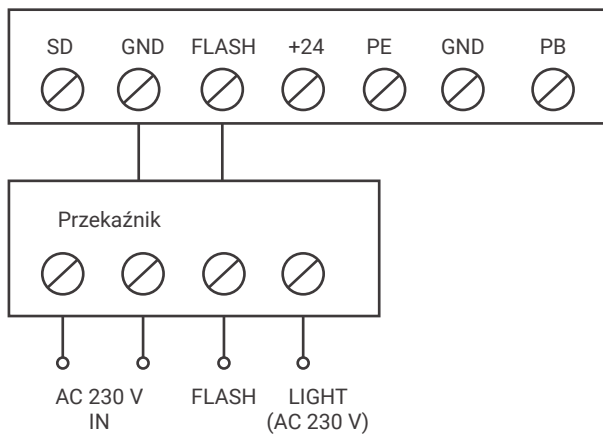 SD GND FLASH +24 PE GND PB
Przekaźnik
AC 230 V FLASH LIGHT
IN (AC 230 V)